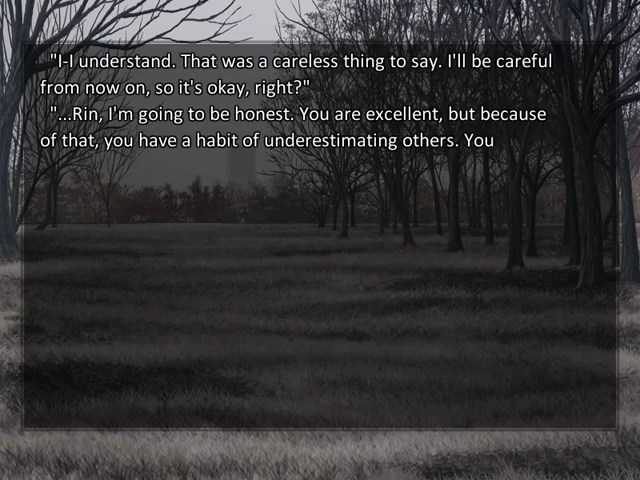 "I-I understand. That was a careless thing to say. I'll be careful
from now on, so it's okay, right?"
"...Rin, I'm going to be honest. You are excellent, but because
of that, you have a habit of underestimating others. You